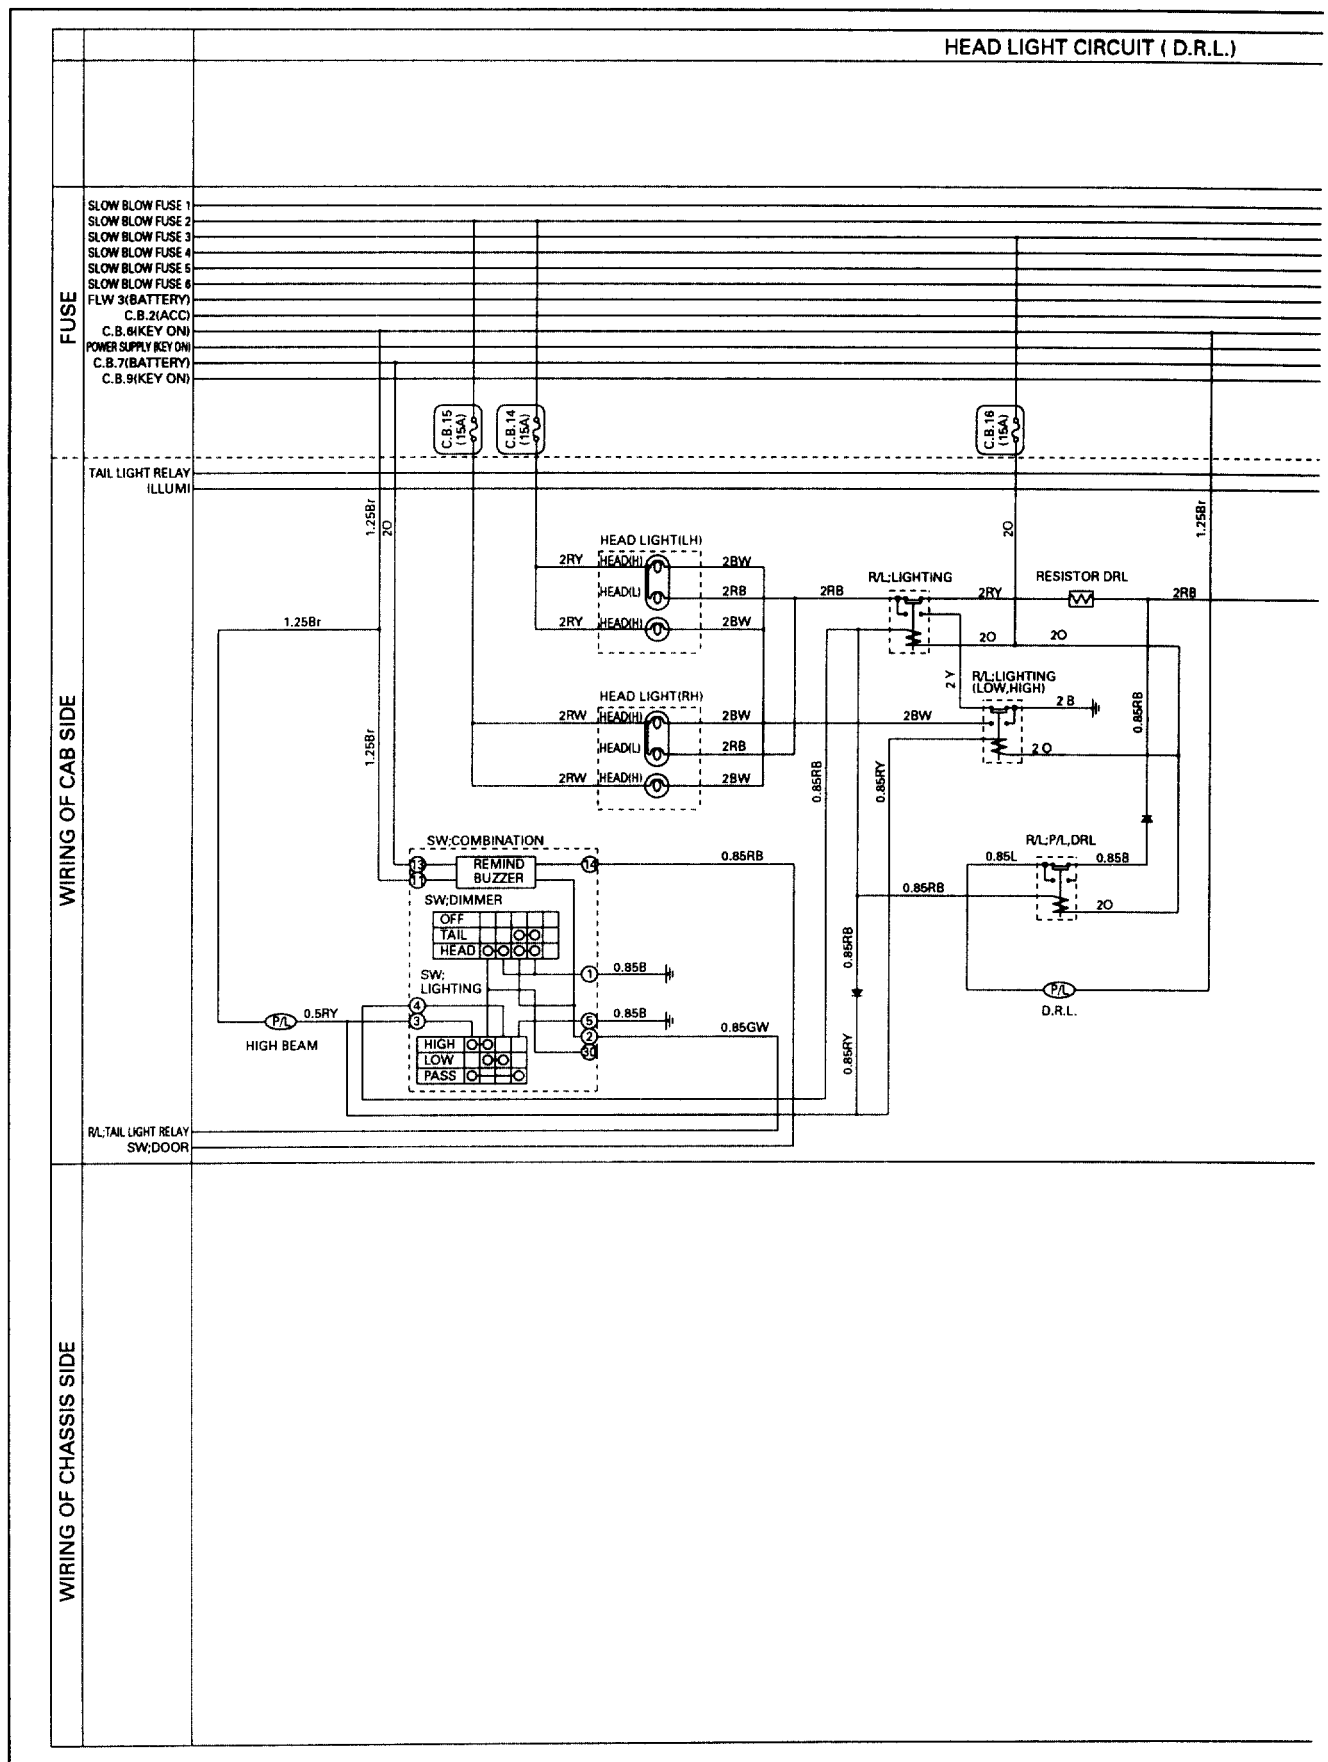 HEAD LIGHT CIRCUIT ( D.R.L.)
FUSE
SLOW BLOW FUSE 1
SLOW BLOW FUSE 2
SLOW BLOW FUSE 3
SLOW BLOW FUSE 4
SLOW BLOW FUSE 5
SLOW BLOW FUSE 6
FLW 3(BATTERY)
C.B.2(ACC)
C.B.6(KEY ON)
POWER SUPPLY (KEY ON)
C.B.7(BATTERY)
C.B.9(KEY ON)
C.B.15
(15A)
C.B.14
(15A)
C.B.16
(15A)
TAIL LIGHT RELAY
ILLUMI
WIRING OF CAB SIDE
1.25Br
2O
2O
1.25Br
HEAD LIGHT(LH)
2RY
HEAD(H)
2BW
HEAD(L)
2RB
2RB
2RY
HEAD(H)
2BW
R/L;LIGHTING
2RY
RESISTOR DRL
2RB
2O
2O
1.25Br
2 Y
R/L;LIGHTING
(LOW,HIGH)
2 B
HEAD LIGHT(RH)
2RW
HEAD(H)
2BW
2BW
HEAD(L)
2RB
2RW
HEAD(H)
2BW
2 O
1.25Br
0.85RB
0.85RY
0.85RB
SW;COMBINATION
13
REMIND
BUZZER
14
0.85RB
11
R/L;P/L,DRL
0.85L
0.85B
0.85RB
2O
SW;DIMMER
OFF
TAIL
HEAD
SW;
LIGHTING
1
0.85B
0.85RB
P/L
D.R.L.
4
P/L
0.5RY
3
HIGH BEAM
5
0.85B
2
0.85GW
30
HIGH
LOW
PASS
0.85RY
R/L;TAIL LIGHT RELAY
SW;DOOR
WIRING OF CHASSIS SIDE